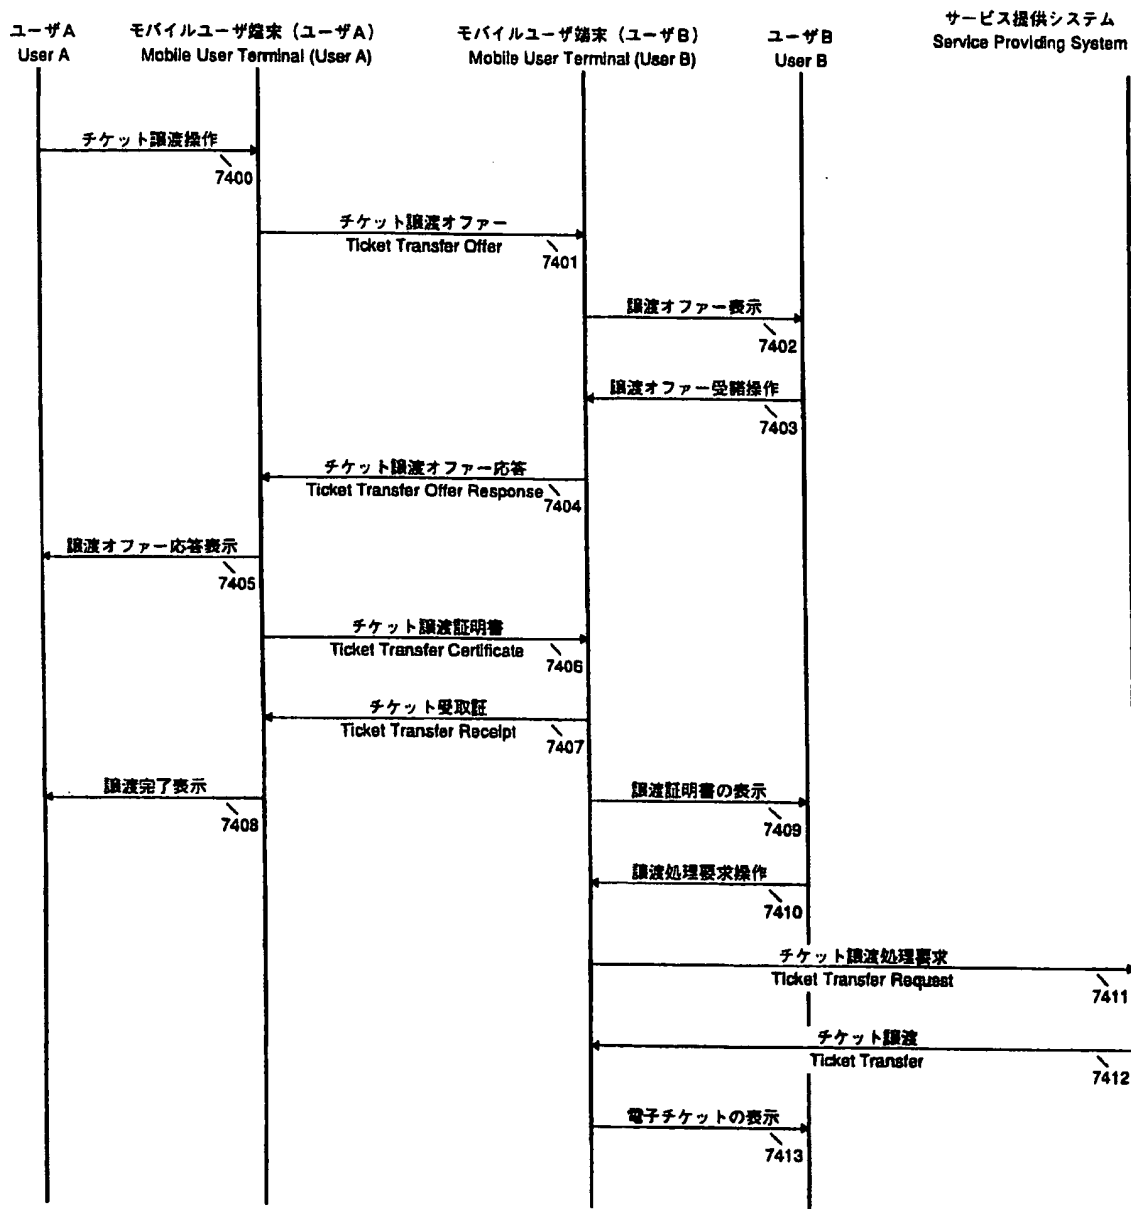 ユーザA
User A
モバイルユーザ端末（ユーザA）
Mobile User Terminal (User A)
モバイルユーザ端末（ユーザB）
Mobile User Terminal (User B)
ユーザB
User B
サービス提供システム
Service Providing System
チケット譲渡操作
7400
チケット譲渡オファー
Ticket Transfer Offer
7401
譲渡オファー表示
7402
譲渡オファー受諾操作
7403
チケット譲渡オファー応答
Ticket Transfer Offer Response
7404
譲渡オファー応答表示
7405
チケット譲渡証明書
Ticket Transfer Certificate
7406
チケット受取証
Ticket Transfer Receipt
7407
譲渡完了表示
7408
譲渡証明書の表示
7409
譲渡処理要求操作
7410
チケット譲渡処理要求
Ticket Transfer Request
7411
チケット譲渡
Ticket Transfer
7412
電子チケットの表示
7413